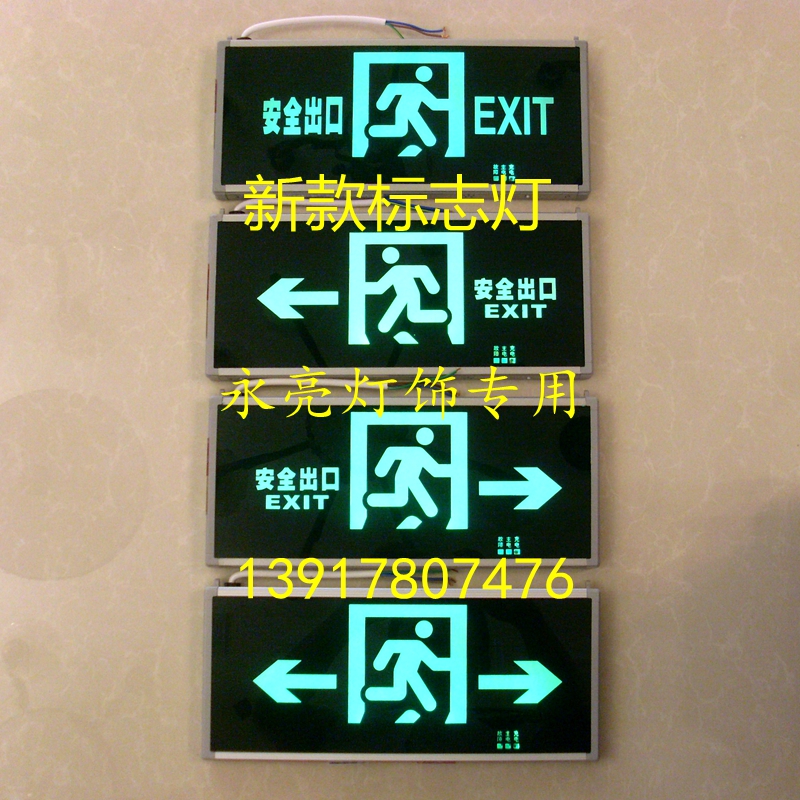 安全出口 EXIT
新款标志灯
安全出口
EXIT
永亮灯饰专用
安全出口
EXIT
13917807476